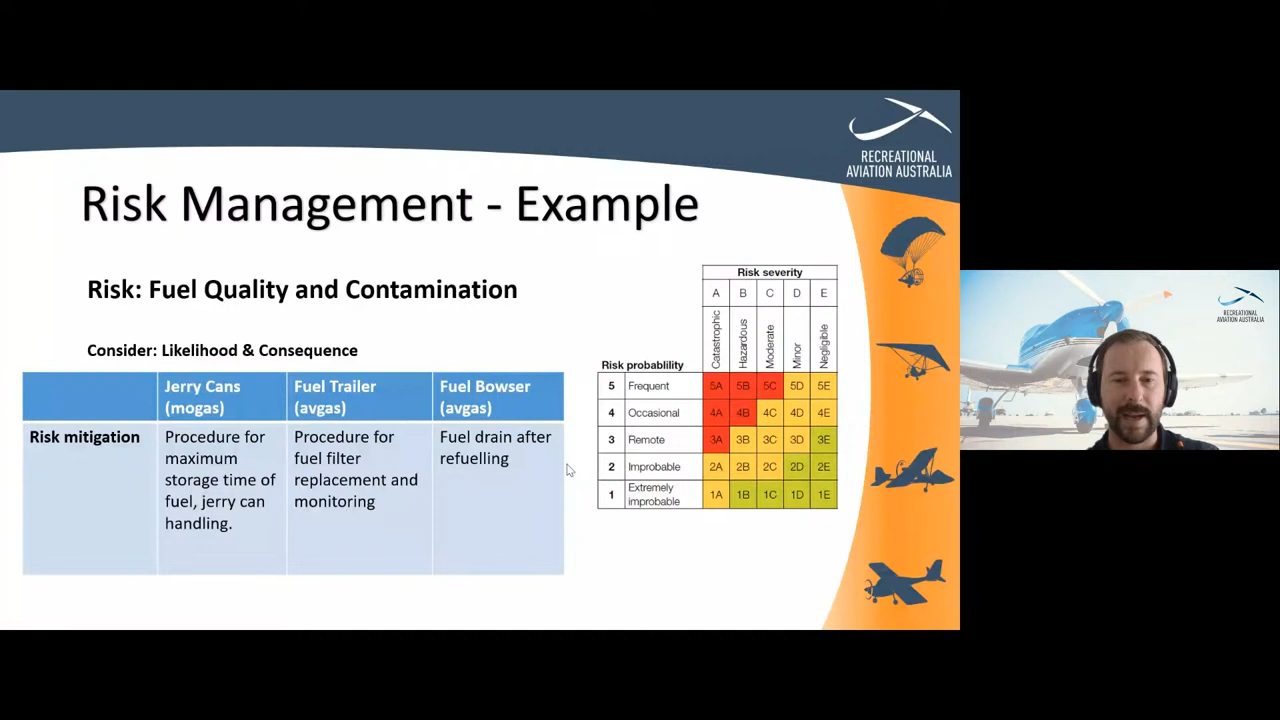 RECREATIONAL
AVIATION AUSTRALIA
Risk Management - Example
Risk: Fuel Quality and Contamination
Consider: Likelihood & Consequence
Jerry Cans
(mogas)
Fuel Trailer
(avgas)
Fuel Bowser
(avgas)
Risk mitigation
Procedure for
maximum
storage time of
fuel, jerry can
handling.
Procedure for
fuel filter
replacement and
monitoring
Fuel drain after
refuelling
Risk severity
A B C D E
Catastrophic
Hazardous
Moderate
Minor
Negligible
Risk probablility
5 Frequent 5A 5B 5C 5D 5E
4 Occasional 4A 4B 4C 4D 4E
3 Remote 3A 3B 3C 3D 3E
2 Improbable 2A 2B 2C 2D 2E
1 Extremely
improbable 1A 1B 1C 1D 1E
RECREATIONAL
AVIATION AUSTRALIA